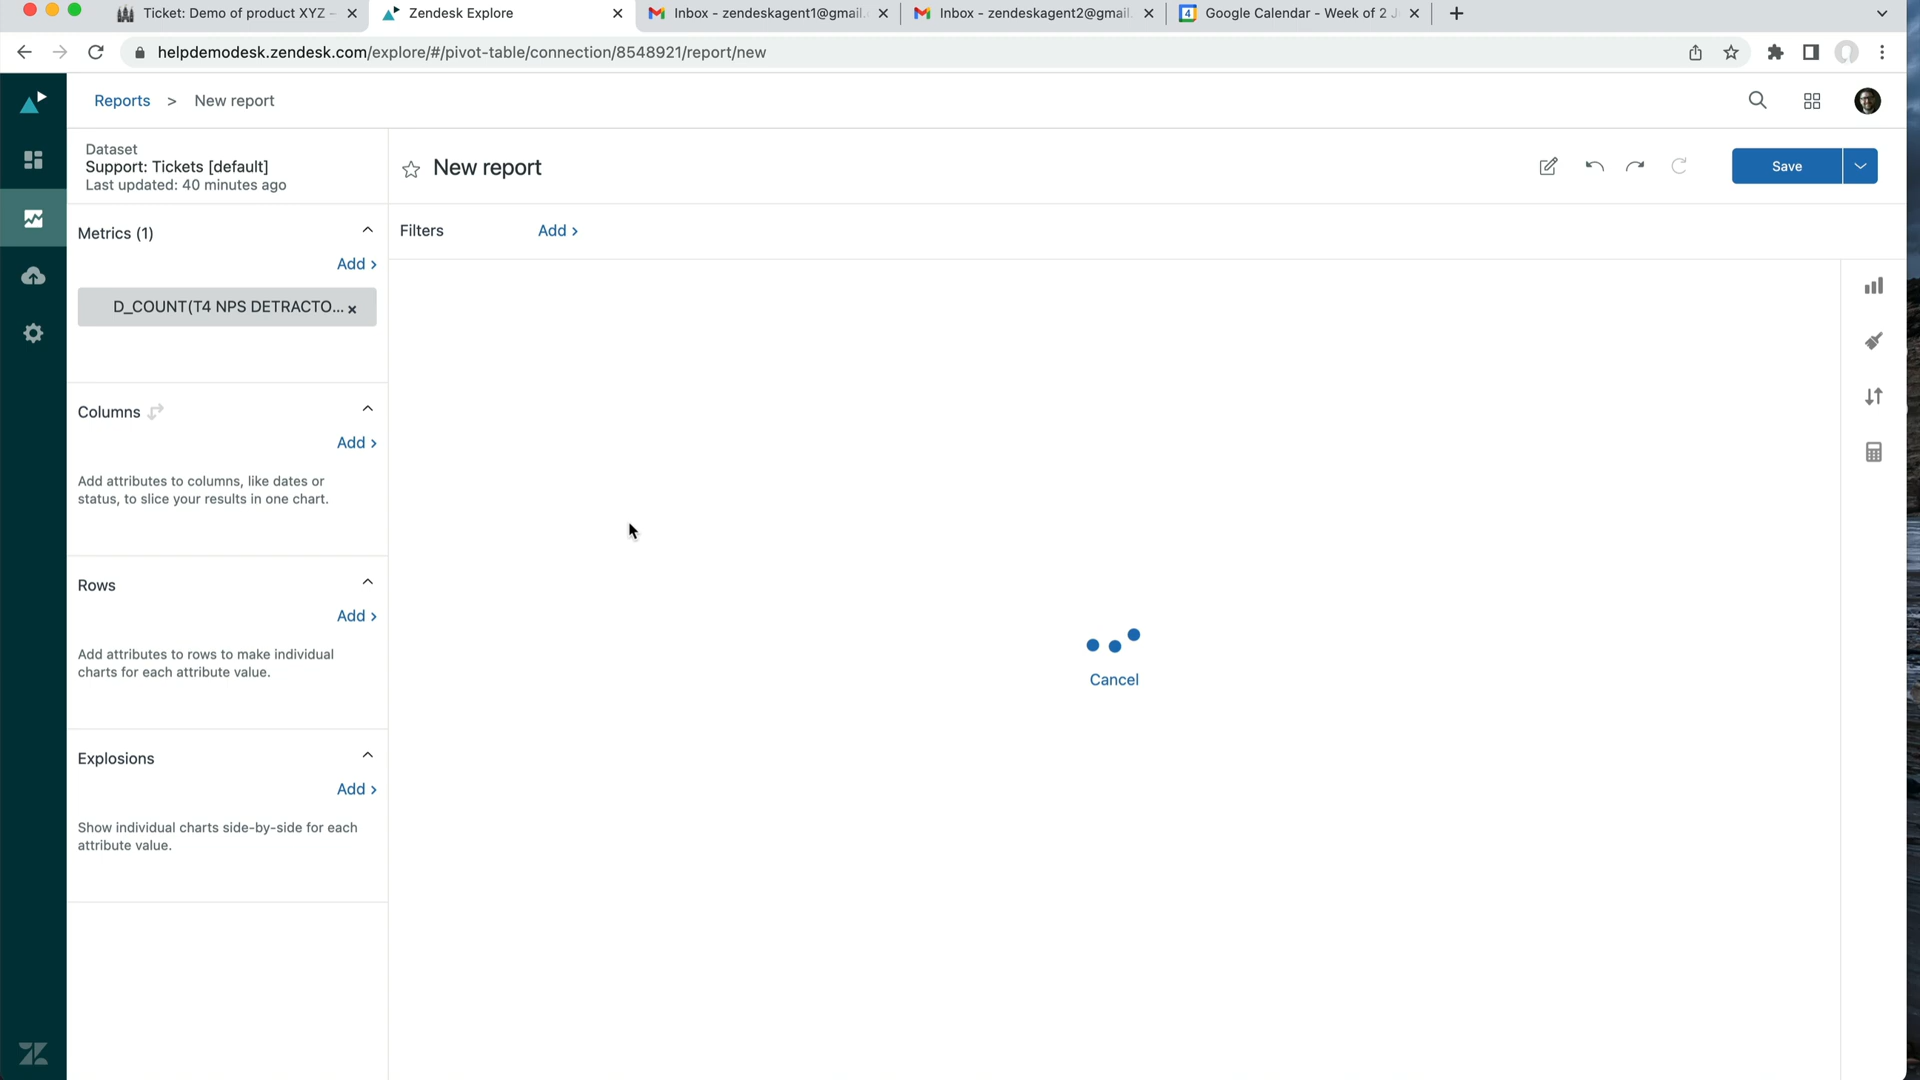 Ticket: Demo of product XYZ –
Zendesk Explore
Inbox - zendeskagent1@gmail.
Inbox - zendeskagent2@gmail.
4
Google Calendar - Week of 2 J
helpdemodesk.zendesk.com/explore/#/pivot-table/connection/8548921/report/new
Reports > New report
Dataset
Support: Tickets [default]
Last updated: 40 minutes ago
New report
Save
Metrics (1)
Add >
D_COUNT(T4 NPS DETRACTO... ×
Filters
Add >
Columns
Add >
Add attributes to columns, like dates or
status, to slice your results in one chart.
Rows
Add >
Add attributes to rows to make individual
charts for each attribute value.
Cancel
Explosions
Add >
Show individual charts side-by-side for each
attribute value.